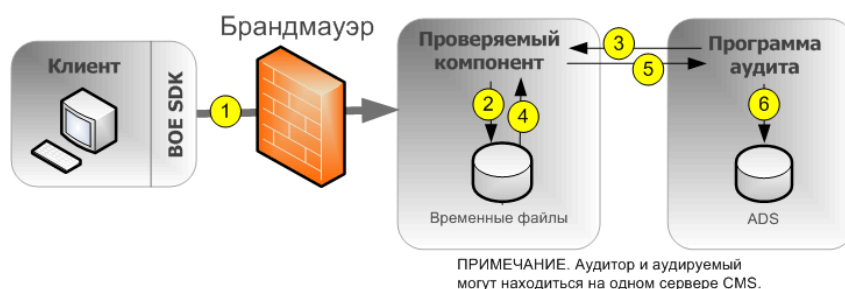 Брандмауэр
Клиент
BOE SDK
1
Проверяемый
компонент
2
4
Временные файлы
3
5
Программа
аудита
6
ADS
ПРИМЕЧАНИЕ. Аудитор и аудируемый
могут находиться на одном сервере CMS.